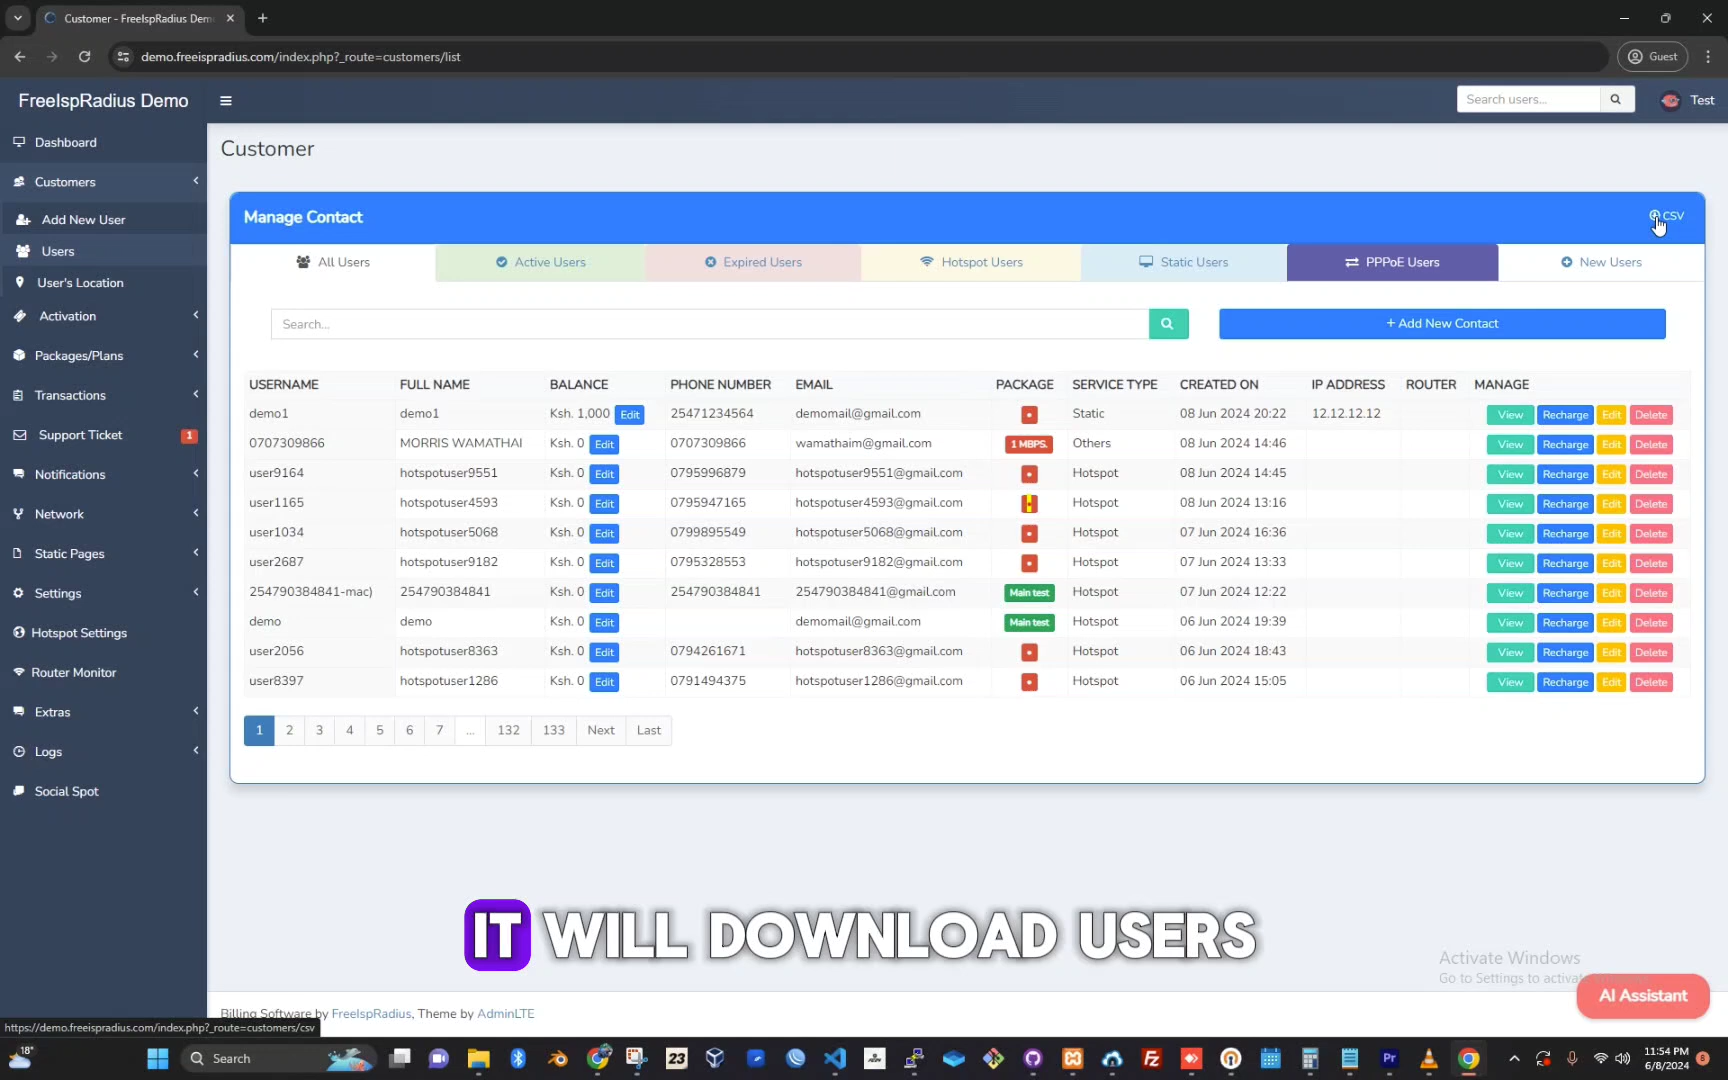 Customer - FreeIspRadius Dem
demo.freeispradius.com/index.php?_route=customers/list
Guest
FreeIspRadius Demo
Search users...
Test
Dashboard
Customers
Add New User
Users
User's Location
Activation
Packages/Plans
Transactions
Support Ticket 1
Notifications
Network
Static Pages
Settings
Hotspot Settings
Router Monitor
Extras
Logs
Social Spot
Customer
Manage Contact
CSV
All Users Active Users Expired Users Hotspot Users Static Users PPPoE Users New Users
Search...
+ Add New Contact
USERNAME FULL NAME BALANCE PHONE NUMBER EMAIL PACKAGE SERVICE TYPE CREATED ON IP ADDRESS ROUTER MANAGE
demo1 demo1 Ksh. 1,000 Edit 25471234564 demomail@gmail.com Static 08 Jun 2024 20:22 12.12.12.12 View Recharge Edit Delete
0707309866 MORRIS WAMATHAI Ksh. 0 Edit 0707309866 wamathaim@gmail.com 1 MBPS. Others 08 Jun 2024 14:46 View Recharge Edit Delete
user9164 hotspotuser9551 Ksh. 0 Edit 0795996879 hotspotuser9551@gmail.com Hotspot 08 Jun 2024 14:45 View Recharge Edit Delete
user1165 hotspotuser4593 Ksh. 0 Edit 0795947165 hotspotuser4593@gmail.com Hotspot 08 Jun 2024 13:16 View Recharge Edit Delete
user1034 hotspotuser5068 Ksh. 0 Edit 0799895549 hotspotuser5068@gmail.com Hotspot 07 Jun 2024 16:36 View Recharge Edit Delete
user2687 hotspotuser9182 Ksh. 0 Edit 0795328553 hotspotuser9182@gmail.com Hotspot 07 Jun 2024 13:33 View Recharge Edit Delete
254790384841-mac) 254790384841 Ksh. 0 Edit 254790384841 254790384841@gmail.com Main test Hotspot 07 Jun 2024 12:22 View Recharge Edit Delete
demo demo Ksh. 0 Edit demomail@gmail.com Main test Hotspot 06 Jun 2024 19:39 View Recharge Edit Delete
user2056 hotspotuser8363 Ksh. 0 Edit 0794261671 hotspotuser8363@gmail.com Hotspot 06 Jun 2024 18:43 View Recharge Edit Delete
user8397 hotspotuser1286 Ksh. 0 Edit 0791494375 hotspotuser1286@gmail.com Hotspot 06 Jun 2024 15:05 View Recharge Edit Delete
1 2 3 4 5 6 7 ... 132 133 Next Last
IT WILL DOWNLOAD USERS
Activate Windows
Go to Settings to activate
AI Assistant
Billing Software by FreeIspRadius, Theme by AdminLTE
https://demo.freeispradius.com/index.php?_route=customers/csv
18°
Search
23
11:54 PM
6/8/2024
8